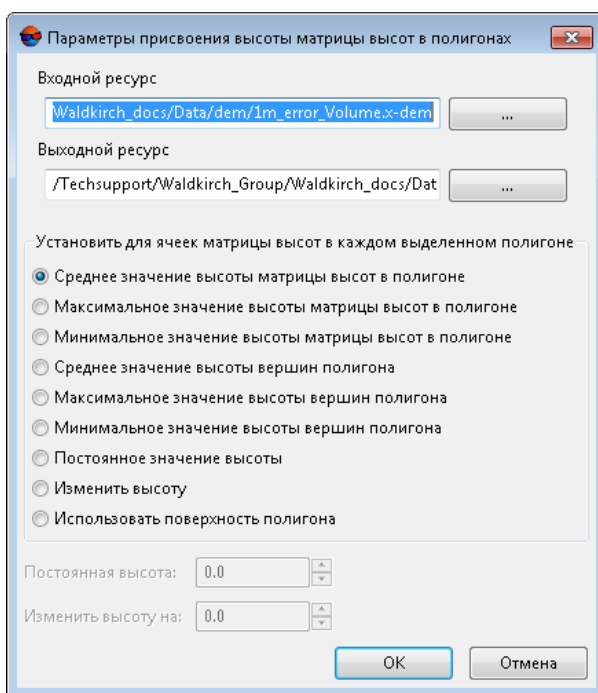 Параметры присвоения высоты матрицы высот в полигонах
Входной ресурс
Waldkirch_docs/Data/dem/1m_error_Volume.x-dem
...
Выходной ресурс
/Techsupport/Waldkirch_Group/Waldkirch_docs/Dat
...
Установить для ячеек матрицы высот в каждом выделенном полигоне
Среднее значение высоты матрицы высот в полигоне
Максимальное значение высоты матрицы высот в полигоне
Минимальное значение высоты матрицы высот в полигоне
Среднее значение высоты вершин полигона
Максимальное значение высоты вершин полигона
Минимальное значение высоты вершин полигона
Постоянное значение высоты
Изменить высоту
Использовать поверхность полигона
Постоянная высота: 0.0
Изменить высоту на: 0.0
OK Отмена